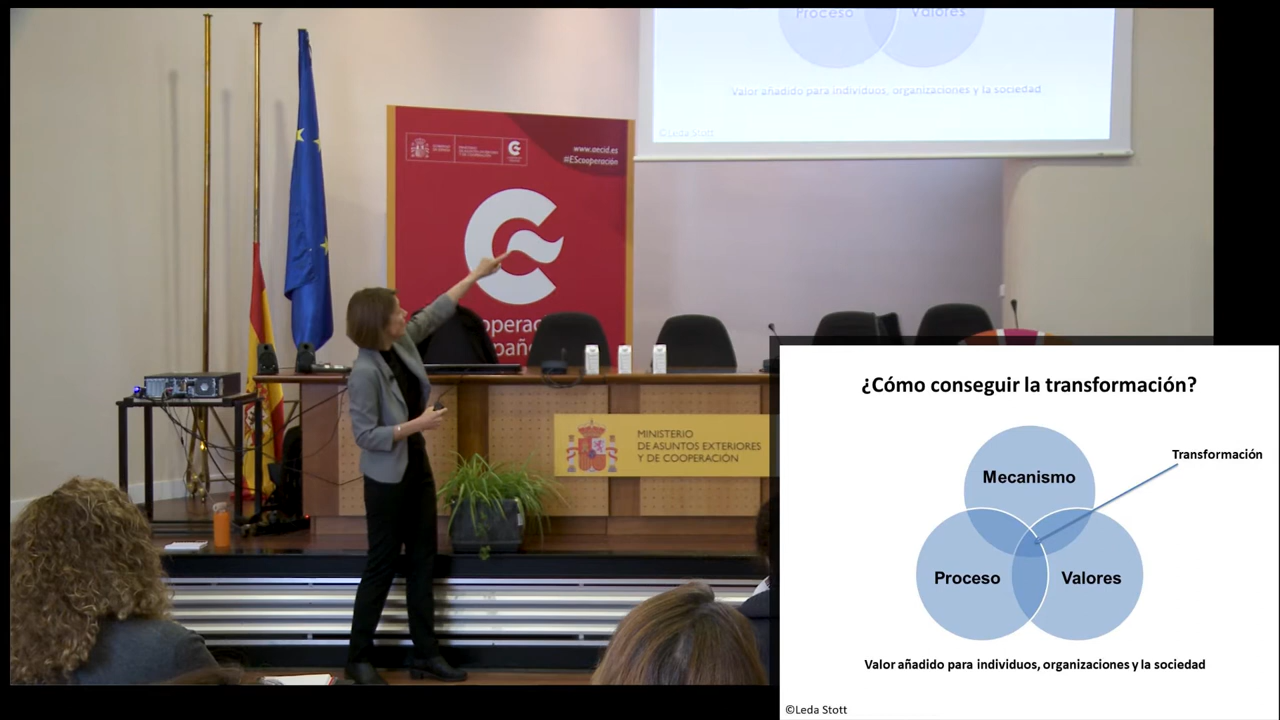 Proceso
Valores
Valor añadido para individuos, organizaciones y la sociedad
©Leda Stott
www.aecid.es
#EScooperación
MINISTERIO
DE ASUNTOS EXTERIORES
Y DE COOPERACIÓN
¿Cómo conseguir la transformación?
Transformación
Mecanismo
Proceso
Valores
Valor añadido para individuos, organizaciones y la sociedad
©Leda Stott